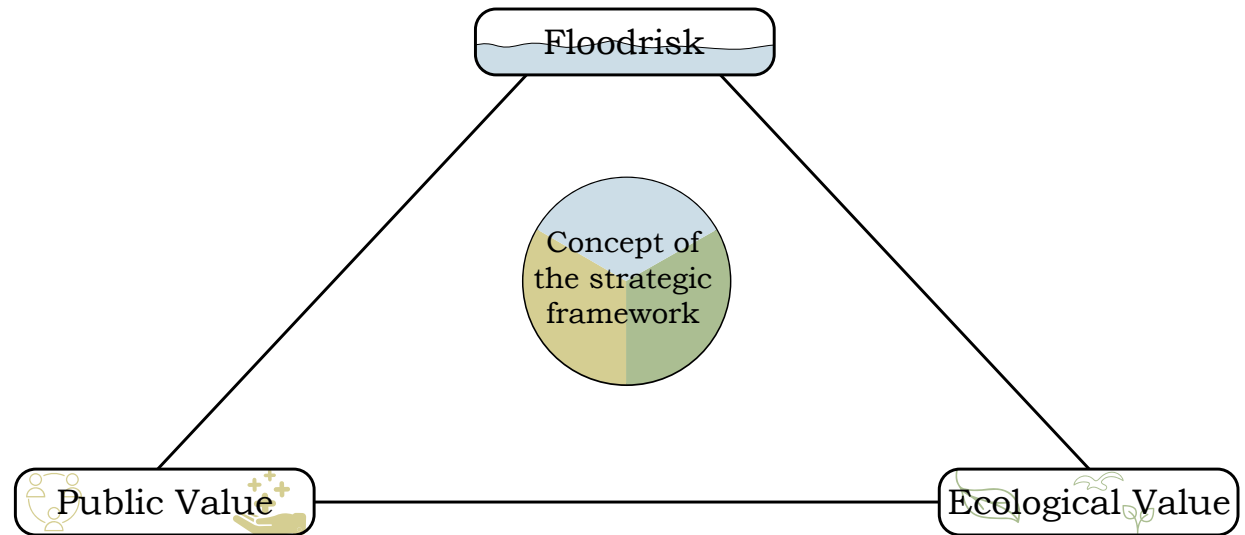 Floodrisk
Concept of
the strategic
framework
Public Value
Ecological Value